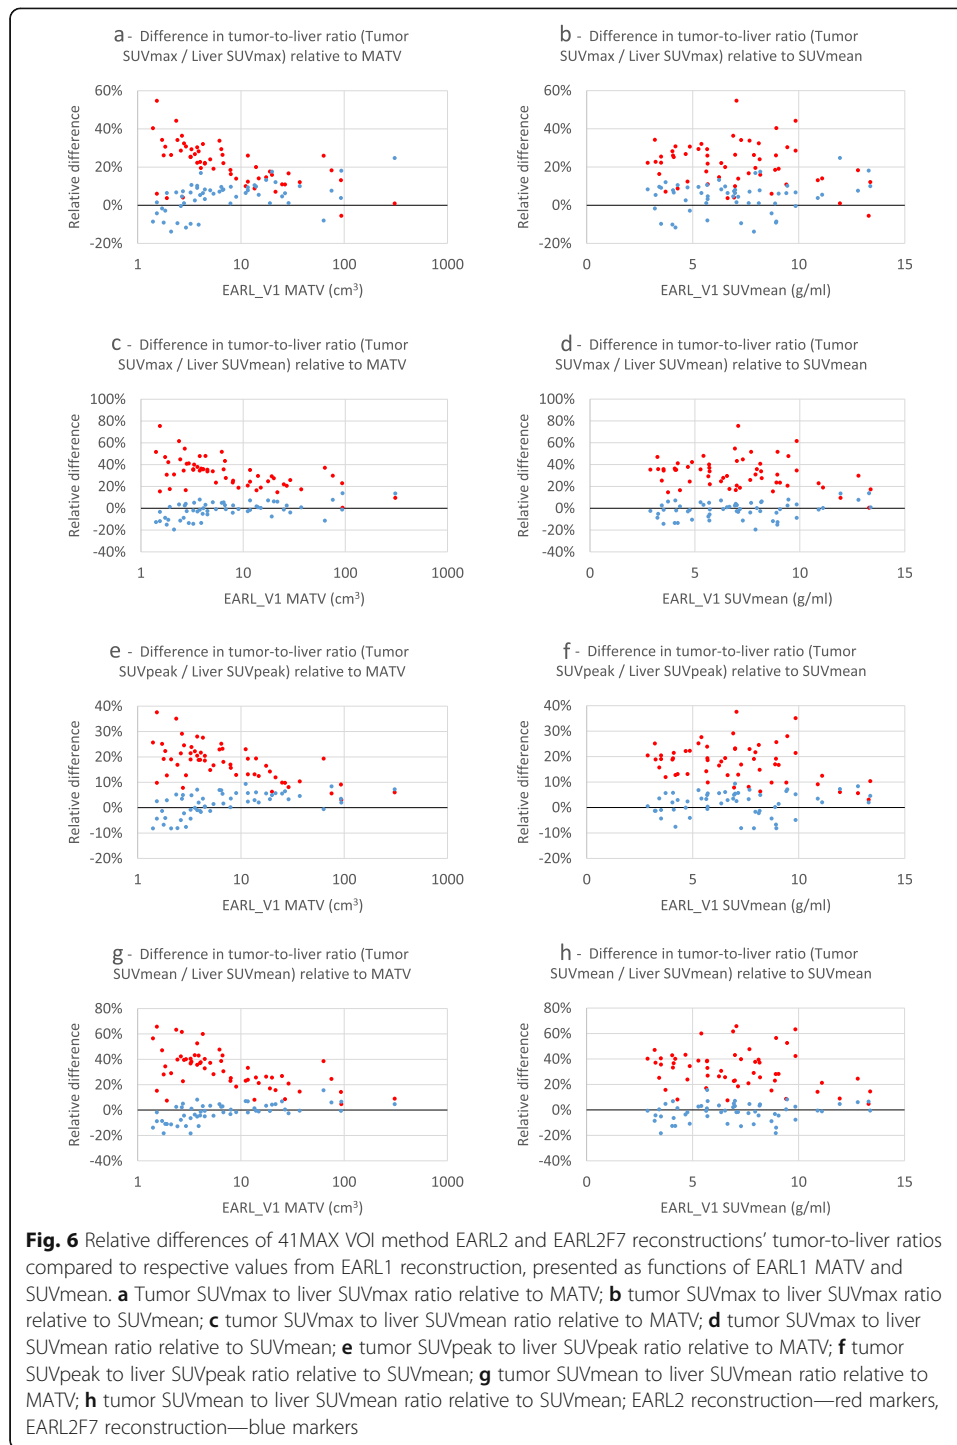 a - Difference in tumor-to-liver ratio (Tumor
SUVmax / Liver SUVmax) relative to MATV
60%
40%
20%
0%
-20%
Relative difference
1 10 100 1000
EARL_V1 MATV (cm³)
b - Difference in tumor-to-liver ratio (Tumor
SUVmax / Liver SUVmax) relative to SUVmean
60%
40%
20%
0%
-20%
Relative difference
0 5 10 15
EARL_V1 SUVmean (g/ml)
c - Difference in tumor-to-liver ratio (Tumor
SUVmax / Liver SUVmean) relative to MATV
100%
80%
60%
40%
20%
0%
-20%
-40%
Relative difference
1 10 100 1000
EARL_V1 MATV (cm³)
d - Difference in tumor-to-liver ratio (Tumor
SUVmax / Liver SUVmean) relative to SUVmean
100%
80%
60%
40%
20%
0%
-20%
-40%
Relative difference
0 5 10 15
EARL_V1 SUVmean (g/ml)
e - Difference in tumor-to-liver ratio (Tumor
SUVpeak / Liver SUVpeak) relative to MATV
40%
30%
20%
10%
0%
-10%
-20%
Relative difference
1 10 100 1000
EARL_V1 MATV (cm³)
f - Difference in tumor-to-liver ratio (Tumor
SUVpeak / Liver SUVpeak) relative to SUVmean
40%
30%
20%
10%
0%
-10%
-20%
Relative difference
0 5 10 15
EARL_V1 SUVmean (g/ml)
g - Difference in tumor-to-liver ratio (Tumor
SUVmean / Liver SUVmean) relative to MATV
80%
60%
40%
20%
0%
-20%
-40%
Relative difference
1 10 100 1000
EARL_V1 MATV (cm³)
h - Difference in tumor-to-liver ratio (Tumor
SUVmean / Liver SUVmean) relative to SUVmean
80%
60%
40%
20%
0%
-20%
-40%
Relative difference
0 5 10 15
EARL_V1 SUVmean (g/ml)
Fig. 6 Relative differences of 41MAX VOI method EARL2 and EARL2F7 reconstructions’ tumor-to-liver ratios
compared to respective values from EARL1 reconstruction, presented as functions of EARL1 MATV and
SUVmean. a Tumor SUVmax to liver SUVmax ratio relative to MATV; b tumor SUVmax to liver SUVmax ratio
relative to SUVmean; c tumor SUVmax to liver SUVmean ratio relative to MATV; d tumor SUVmax to liver
SUVmean ratio relative to SUVmean; e tumor SUVpeak to liver SUVpeak ratio relative to MATV; f tumor
SUVpeak to liver SUVpeak ratio relative to SUVmean; g tumor SUVmean to liver SUVmean ratio relative to
MATV; h tumor SUVmean to liver SUVmean ratio relative to SUVmean; EARL2 reconstruction—red markers,
EARL2F7 reconstruction—blue markers